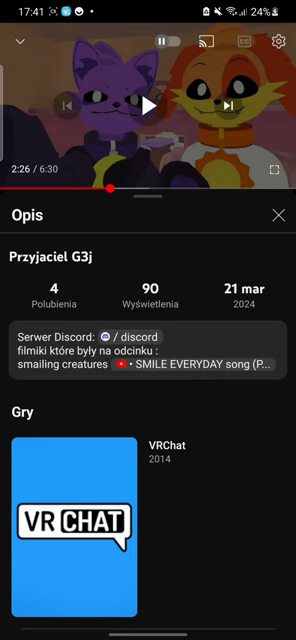 17:41
24%
CC
2:26 / 6:30
Opis
Przyjaciel G3j
4
Polubienia
90
Wyświetlenia
21 mar
2024
Serwer Discord: / discord
filmiki które były na odcinku :
smailing creatures • SMILE EVERYDAY song (P...
Gry
VRChat
2014
VR CHAT